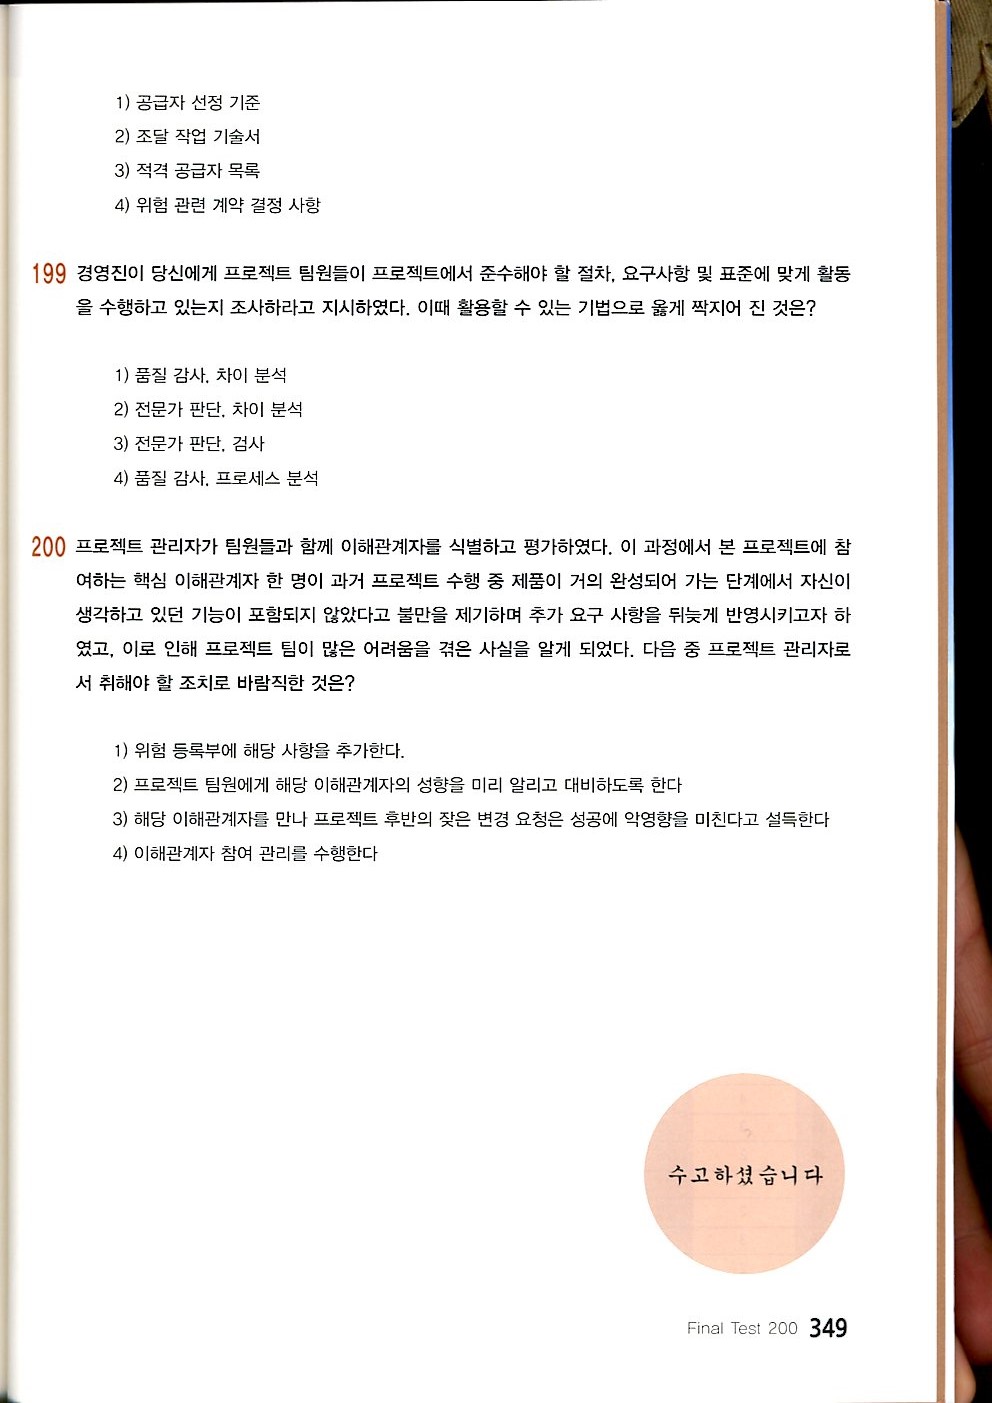 1) 공급자 선정 기준
2) 조달 작업 기술서
3) 적격 공급자 목록
4) 위험 관련 계약 결정 사항
199 경영진이 당신에게 프로젝트 팀원들이 프로젝트에서 준수해야 할 절차, 요구사항 및 표준에 맞게 활동
을 수행하고 있는지 조사하라고 지시하였다. 이때 활용할 수 있는 기법으로 옳게 짝지어 진 것은?
1) 품질 감사, 차이 분석
2) 전문가 판단, 차이 분석
3) 전문가 판단, 검사
4) 품질 감사, 프로세스 분석
200 프로젝트 관리자가 팀원들과 함께 이해관계자를 식별하고 평가하였다. 이 과정에서 본 프로젝트에 참
여하는 핵심 이해관계자 한 명이 과거 프로젝트 수행 중 제품이 거의 완성되어 가는 단계에서 자신이
생각하고 있던 기능이 포함되지 않았다고 불만을 제기하며 추가 요구 사항을 뒤늦게 반영시키고자 하
였고, 이로 인해 프로젝트 팀이 많은 어려움을 겪은 사실을 알게 되었다. 다음 중 프로젝트 관리자로
서 취해야 할 조치로 바람직한 것은?
1) 위험 등록부에 해당 사항을 추가한다.
2) 프로젝트 팀원에게 해당 이해관계자의 성향을 미리 알리고 대비하도록 한다
3) 해당 이해관계자를 만나 프로젝트 후반의 잦은 변경 요청은 성공에 악영향을 미친다고 설득한다
4) 이해관계자 참여 관리를 수행한다
수고하셨습니다
Final Test 200 349